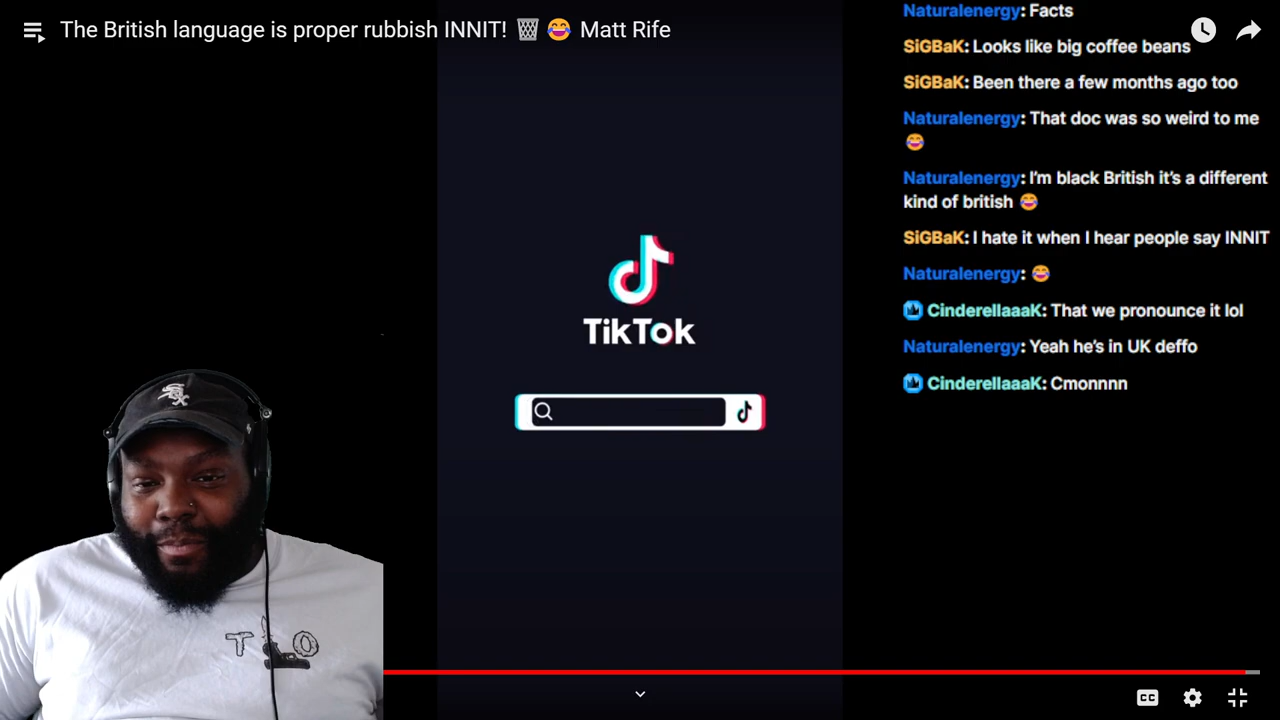 The British language is proper rubbish INNIT! 🗑️ 😂 Matt Rife
Naturalenergy: Facts
SiGBaK: Looks like big coffee beans
SiGBaK: Been there a few months ago too
Naturalenergy: That doc was so weird to me
😂
Naturalenergy: I'm black British it's a different
kind of british 😂
SiGBaK: I hate it when I hear people say INNIT
Naturalenergy: 😂
CinderellaaaK: That we pronounce it lol
Naturalenergy: Yeah he's in UK deffo
CinderellaaaK: Cmonnnn
TikTok
SOX
T L O
CC